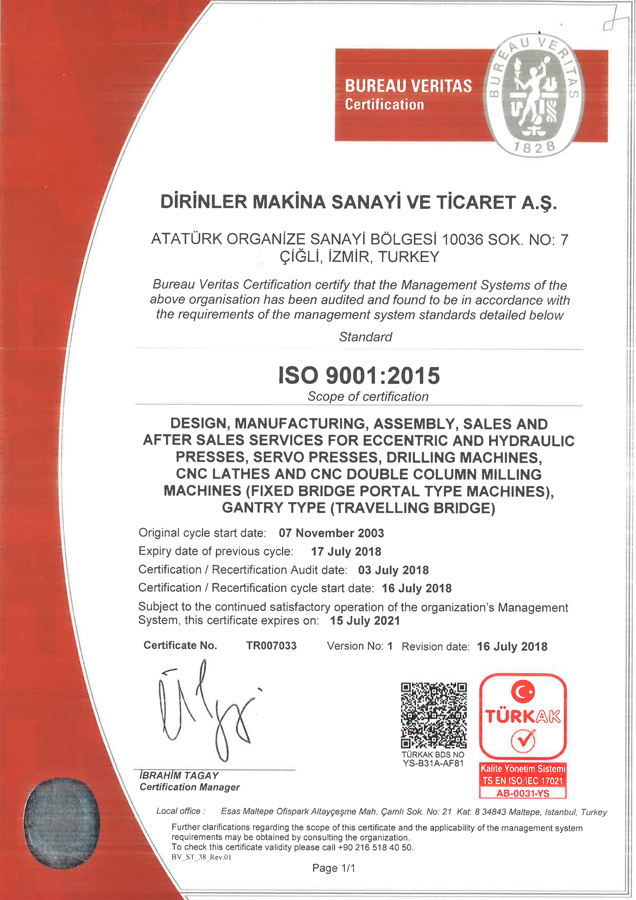 BUREAU VERITAS
Certification
BUREAU VERITAS
1828
DİRİNLER MAKİNA SANAYİ VE TİCARET A.Ş.
ATATÜRK ORGANİZE SANAYİ BÖLGESİ 10036 SOK. NO: 7
ÇİĞLİ, İZMİR, TURKEY
Bureau Veritas Certification certify that the Management Systems of the
above organisation has been audited and found to be in accordance with
the requirements of the management system standards detailed below
Standard
ISO 9001:2015
Scope of certification
DESIGN, MANUFACTURING, ASSEMBLY, SALES AND
AFTER SALES SERVICES FOR ECCENTRIC AND HYDRAULIC
PRESSES, SERVO PRESSES, DRILLING MACHINES,
CNC LATHES AND CNC DOUBLE COLUMN MILLING
MACHINES (FIXED BRIDGE PORTAL TYPE MACHINES),
GANTRY TYPE (TRAVELLING BRIDGE)
Original cycle start date: 07 November 2003
Expiry date of previous cycle: 17 July 2018
Certification / Recertification Audit date: 03 July 2018
Certification / Recertification cycle start date: 16 July 2018
Subject to the continued satisfactory operation of the organization's Management
System, this certificate expires on: 15 July 2021
Certificate No. TR007033 Version No: 1 Revision date: 16 July 2018
TÜRKAK
TÜRKAK BDS NO
YS-B31A-AF81
Kalite Yönetim Sistemi
TS EN ISO/IEC 17021
AB-0031-YS
İBRAHİM TAGAY
Certification Manager
Local office : Esas Maltepe Ofispark Altayçeşme Mah. Çamlı Sok. No: 21 Kat: 8 34843 Maltepe, Istanbul, Turkey
Further clarifications regarding the scope of this certificate and the applicability of the management system
requirements may be obtained by consulting the organization.
To check this certificate validity please call +90 216 518 40 50.
BV_ST_38_Rev.01
Page 1/1